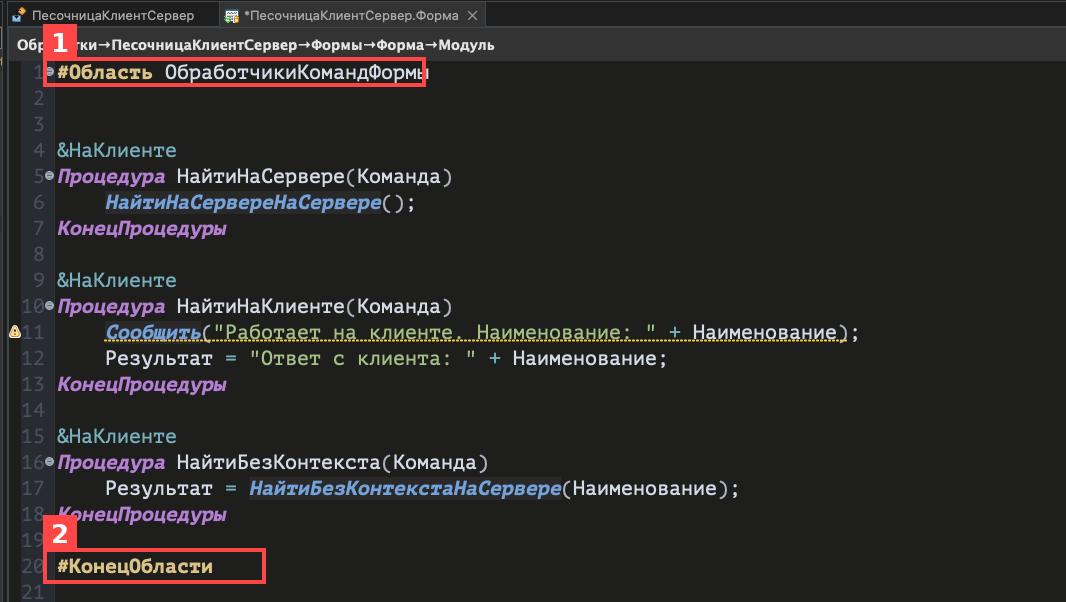 ПесочницаКлиентСервер
*ПесочницаКлиентСервер.Форма
Обр тки→ПесочницаКлиентСервер→Формы→Форма→Модуль
1
1 #Область ОбработчикиКомандФормы
2
3
4 &НаКлиенте
5 Процедура НайтиНаСервере(Команда)
6 НайтиНаСервереНаСервере();
7 КонецПроцедуры
8
9 &НаКлиенте
10 Процедура НайтиНаКлиенте(Команда)
11 Сообщить("Работает на клиенте. Наименование: " + Наименование);
12 Результат = "Ответ с клиента: " + Наименование;
13 КонецПроцедуры
14
15 &НаКлиенте
16 Процедура НайтиБезКонтекста(Команда)
17 Результат = НайтиБезКонтекстаНаСервере(Наименование);
18 КонецПроцедуры
2
19
20 #КонецОбласти
21